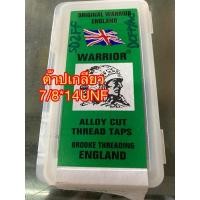 ORIGINAL WARRIOR
ENGLAND
WARRIOR
ต๊าปเกลียว
7/8*14UNF
ALLOY CUT
THREAD TAPS
BROOKE THREADING
ENGLAND